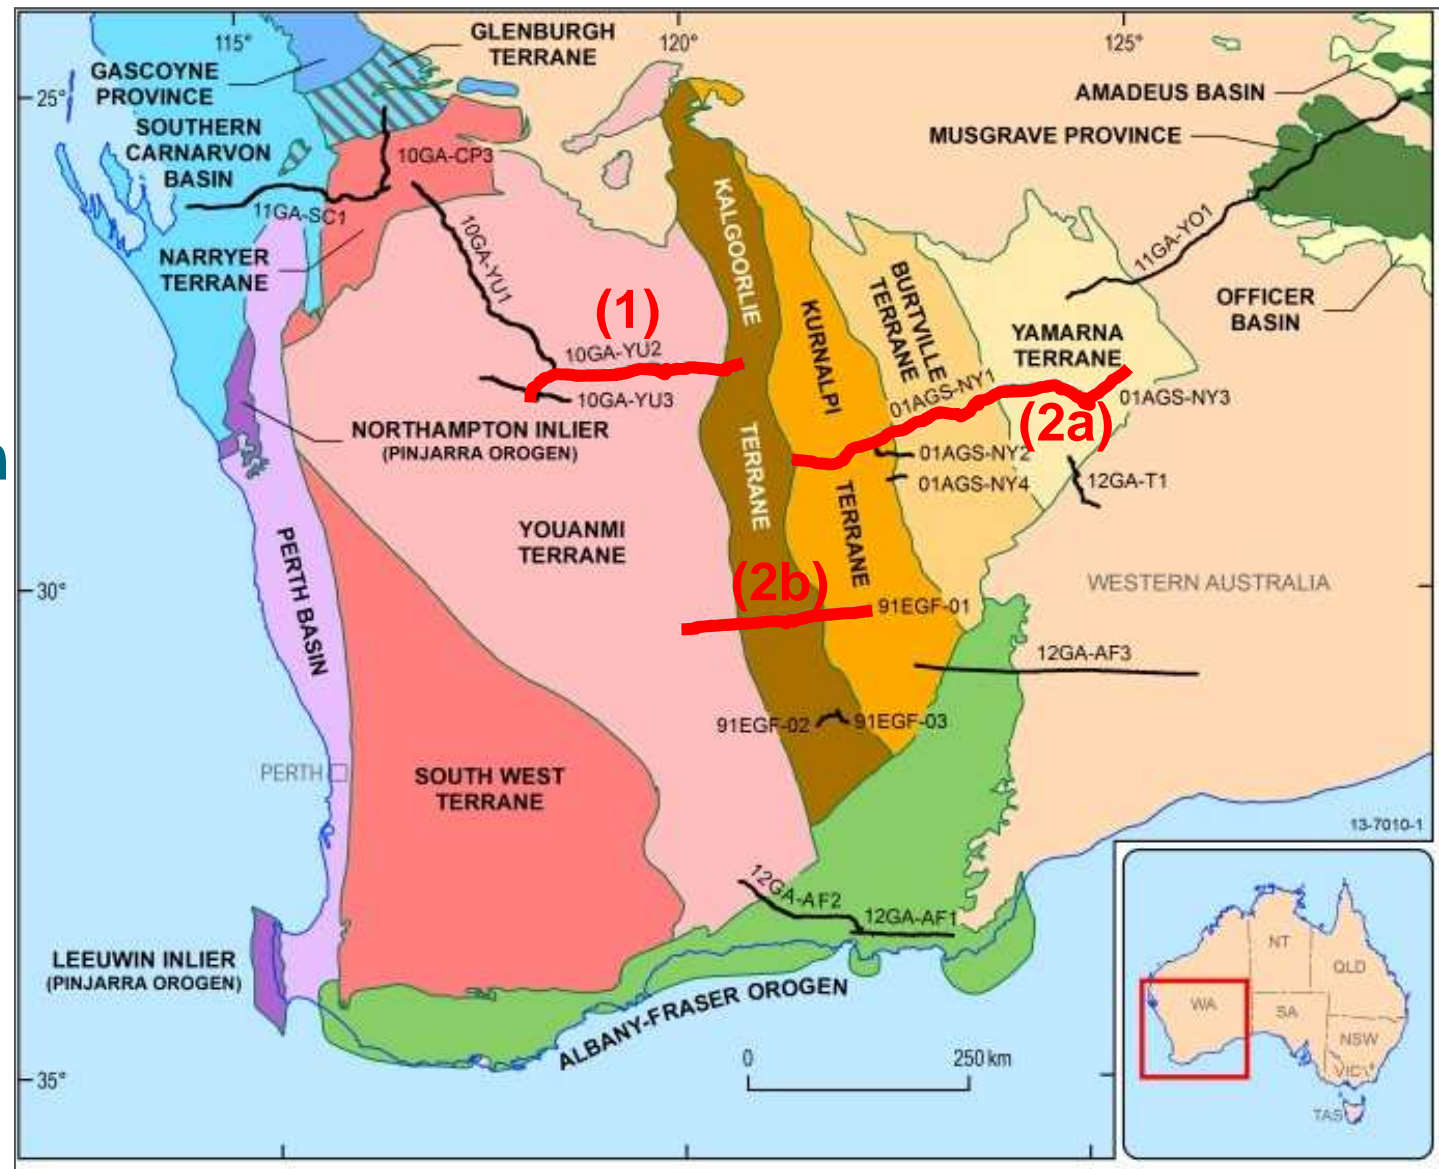 115°
120°
125°
GLENBURGH
TERRANE
GASCOYNE
PROVINCE
25°
SOUTHERN
CARNARVON
BASIN
AMADEUS BASIN
MUSGRAVE PROVINCE
10GA-CP3
11GA-SC1
NARRYER
TERRANE
10GA-YU1
KALGOORLIE
TERRANE
KURNALPI
TERRANE
BURTVILLE
TERRANE
11GA-YO1
OFFICER
BASIN
YAMARNA
TERRANE
(1)
10GA-YU2
10GA-YU3
01AGS-NY1
01AGS-NY3
(2a)
NORTHAMPTON INLIER
(PINJARRA OROGEN)
01AGS-NY2
01AGS-NY4
12GA-T1
n
YOUANMI
TERRANE
PERTH BASIN
30°
(2b)
91EGF-01
WESTERN AUSTRALIA
12GA-AF3
91EGF-02
91EGF-03
PERTH
SOUTH WEST
TERRANE
13-7010-1
12GA-AF2
12GA-AF1
LEEUWIN INLIER
(PINJARRA OROGEN)
ALBANY-FRASER OROGEN
0
250 km
35°
NT
QLD
WA
SA
NSW
VIC
TAS